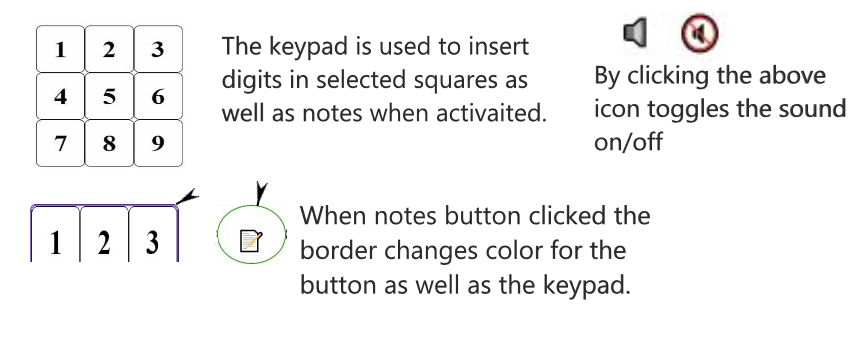 1 2 3
4 5 6
7 8 9
The keypad is used to insert
digits in selected squares as
well as notes when activaited.
By clicking the above
icon toggles the sound
on/off
1 2 3
When notes button clicked the
border changes color for the
button as well as the keypad.